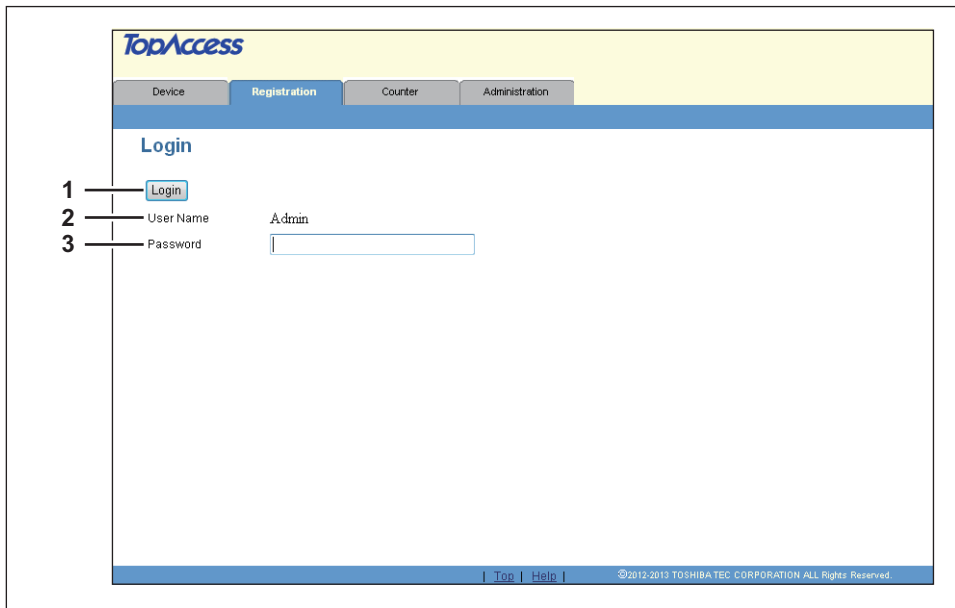 TopAccess
Device Registration Counter Administration
Login
1 Login
2 User Name Admin
3 Password
| Top | Help | ©2012-2013 TOSHIBA TEC CORPORATION ALL Rights Reserved.